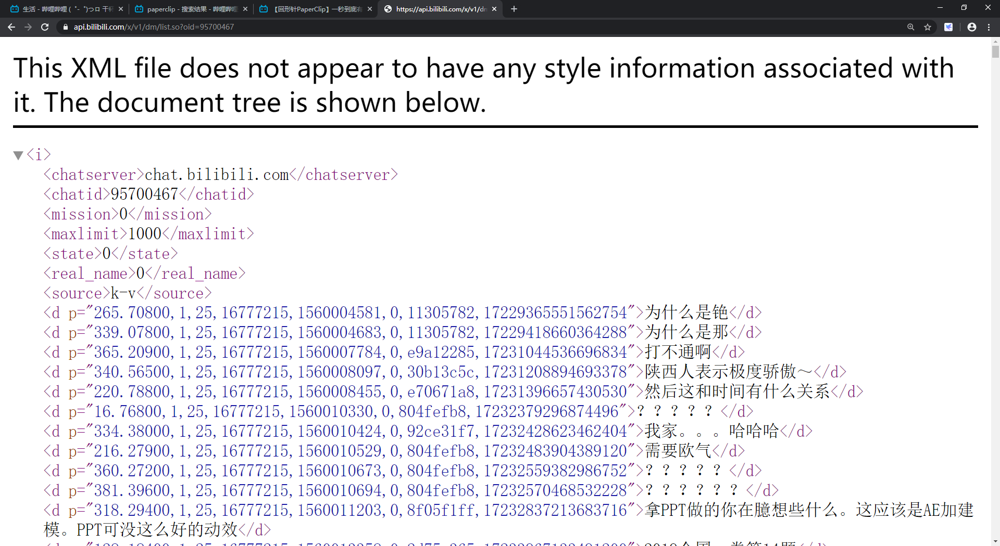 生活 - 哔哩哔哩 ( ゜- ゜)つロ 干杯
paperclip - 搜索结果 - 哔哩哔哩
【回形针PaperClip】一秒到底有
https://api.bilibili.com/x/v1/dm
api.bilibili.com/x/v1/dm/list.so?oid=95700467
This XML file does not appear to have any style information associated with
it. The document tree is shown below.
▼<i>
<chatserver>chat.bilibili.com</chatserver>
<chatid>95700467</chatid>
<mission>0</mission>
<maxlimit>1000</maxlimit>
<state>0</state>
<real_name>0</real_name>
<source>k-v</source>
<d p="265.70800,1,25,16777215,1560004581,0,11305782,17229365551562754">为什么是铯</d>
<d p="339.07800,1,25,16777215,1560004683,0,11305782,17229418660364288">为什么是那</d>
<d p="365.20900,1,25,16777215,1560007784,0,e9a12285,17231044536696834">打不通啊</d>
<d p="340.56500,1,25,16777215,1560008097,0,30b13c5c,17231208894693378">陕西人表示极度骄傲～</d>
<d p="220.78800,1,25,16777215,1560008455,0,e70671a8,17231396657430530">然后这和时间有什么关系</d>
<d p="16.76800,1,25,16777215,1560010330,0,804fefb8,17232379296874496">？？？？？</d>
<d p="334.38000,1,25,16777215,1560010424,0,92ce31f7,17232428623462404">我家。。。哈哈哈</d>
<d p="216.27900,1,25,16777215,1560010529,0,804fefb8,17232483904389120">需要欧气</d>
<d p="360.27200,1,25,16777215,1560010673,0,804fefb8,17232559382986752">？？？？？</d>
<d p="381.39600,1,25,16777215,1560010694,0,804fefb8,17232570468532228">？？？？？？</d>
<d p="318.29400,1,25,16777215,1560011203,0,8f05f1ff,17232837213683716">拿PPT做的你在臆想些什么。这应该是AE加建
模。PPT可没这么好的动效</d>